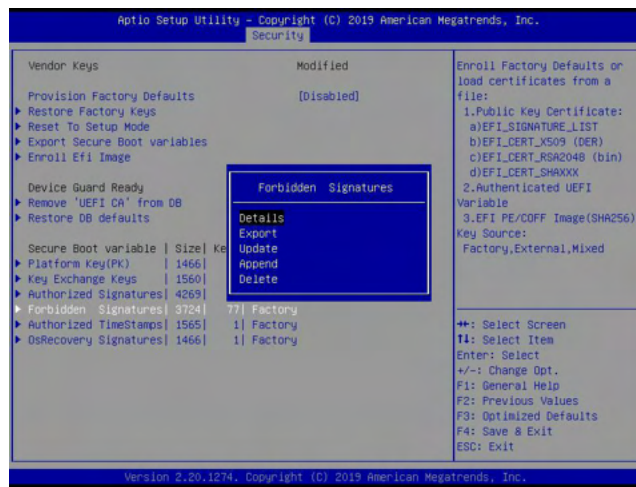 Aptio Setup Utility – Copyright (C) 2019 American Megatrends, Inc.
Security
Vendor Keys Modified
Provision Factory Defaults [Disabled]
Restore Factory Keys
Reset To Setup Mode
Export Secure Boot variables
Enroll Efi Image
Device Guard Ready
Remove 'UEFI CA' from DB
Restore DB defaults
Secure Boot variable | Size| Ke
Platform Key(PK) | 1466|
Key Exchange Keys | 1560|
Authorized Signatures| 4269|
Forbidden Signatures| 3724| 77| Factory
Authorized TimeStamps| 1565| 1| Factory
OsRecovery Signatures| 1466| 1| Factory
Forbidden Signatures
Details
Export
Update
Append
Delete
Enroll Factory Defaults or
load certificates from a
file:
1.Public Key Certificate:
a)EFI_SIGNATURE_LIST
b)EFI_CERT_X509 (DER)
c)EFI_CERT_RSA2048 (bin)
d)EFI_CERT_SHAXXX
2.Authenticated UEFI
Variable
3.EFI PE/COFF Image(SHA256)
Key Source:
Factory,External,Mixed
↔: Select Screen
↑↓: Select Item
Enter: Select
+/-: Change Opt.
F1: General Help
F2: Previous Values
F3: Optimized Defaults
F4: Save & Exit
ESC: Exit
Version 2.20.1274. Copyright (C) 2019 American Megatrends, Inc.